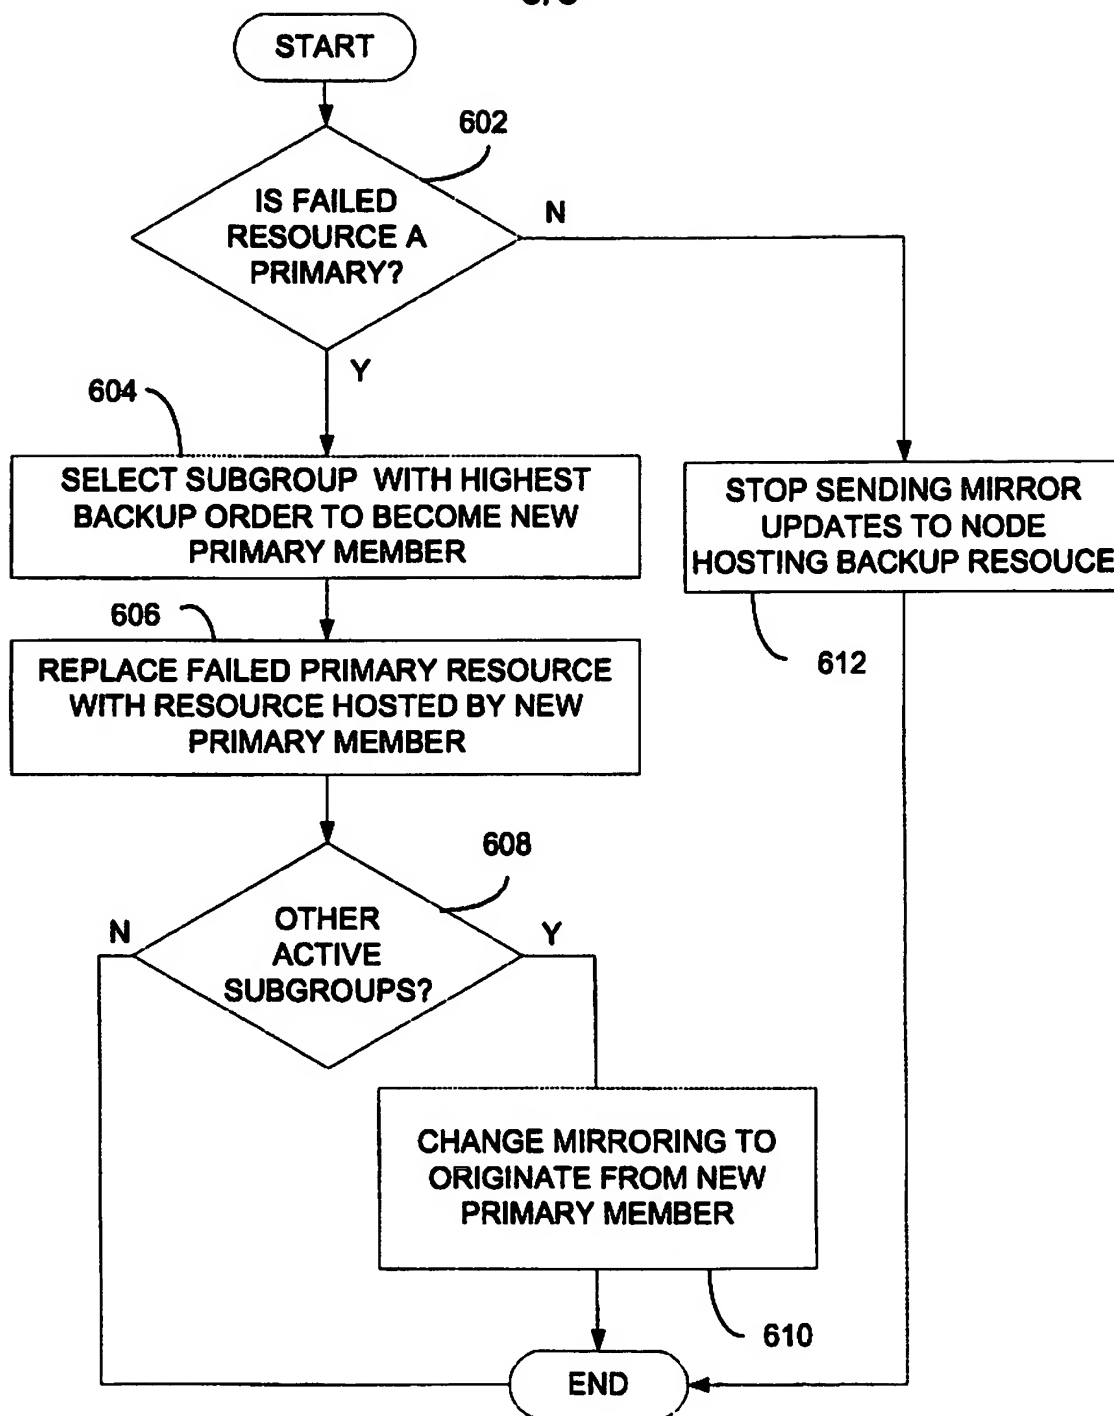 START
602
IS FAILED
RESOURCE A
PRIMARY?
N
Y
604
SELECT SUBGROUP WITH HIGHEST
BACKUP ORDER TO BECOME NEW
PRIMARY MEMBER
STOP SENDING MIRROR
UPDATES TO NODE
HOSTING BACKUP RESOUCE
612
606
REPLACE FAILED PRIMARY RESOURCE
WITH RESOURCE HOSTED BY NEW
PRIMARY MEMBER
608
OTHER
ACTIVE
SUBGROUPS?
N
Y
CHANGE MIRRORING TO
ORIGINATE FROM NEW
PRIMARY MEMBER
610
END